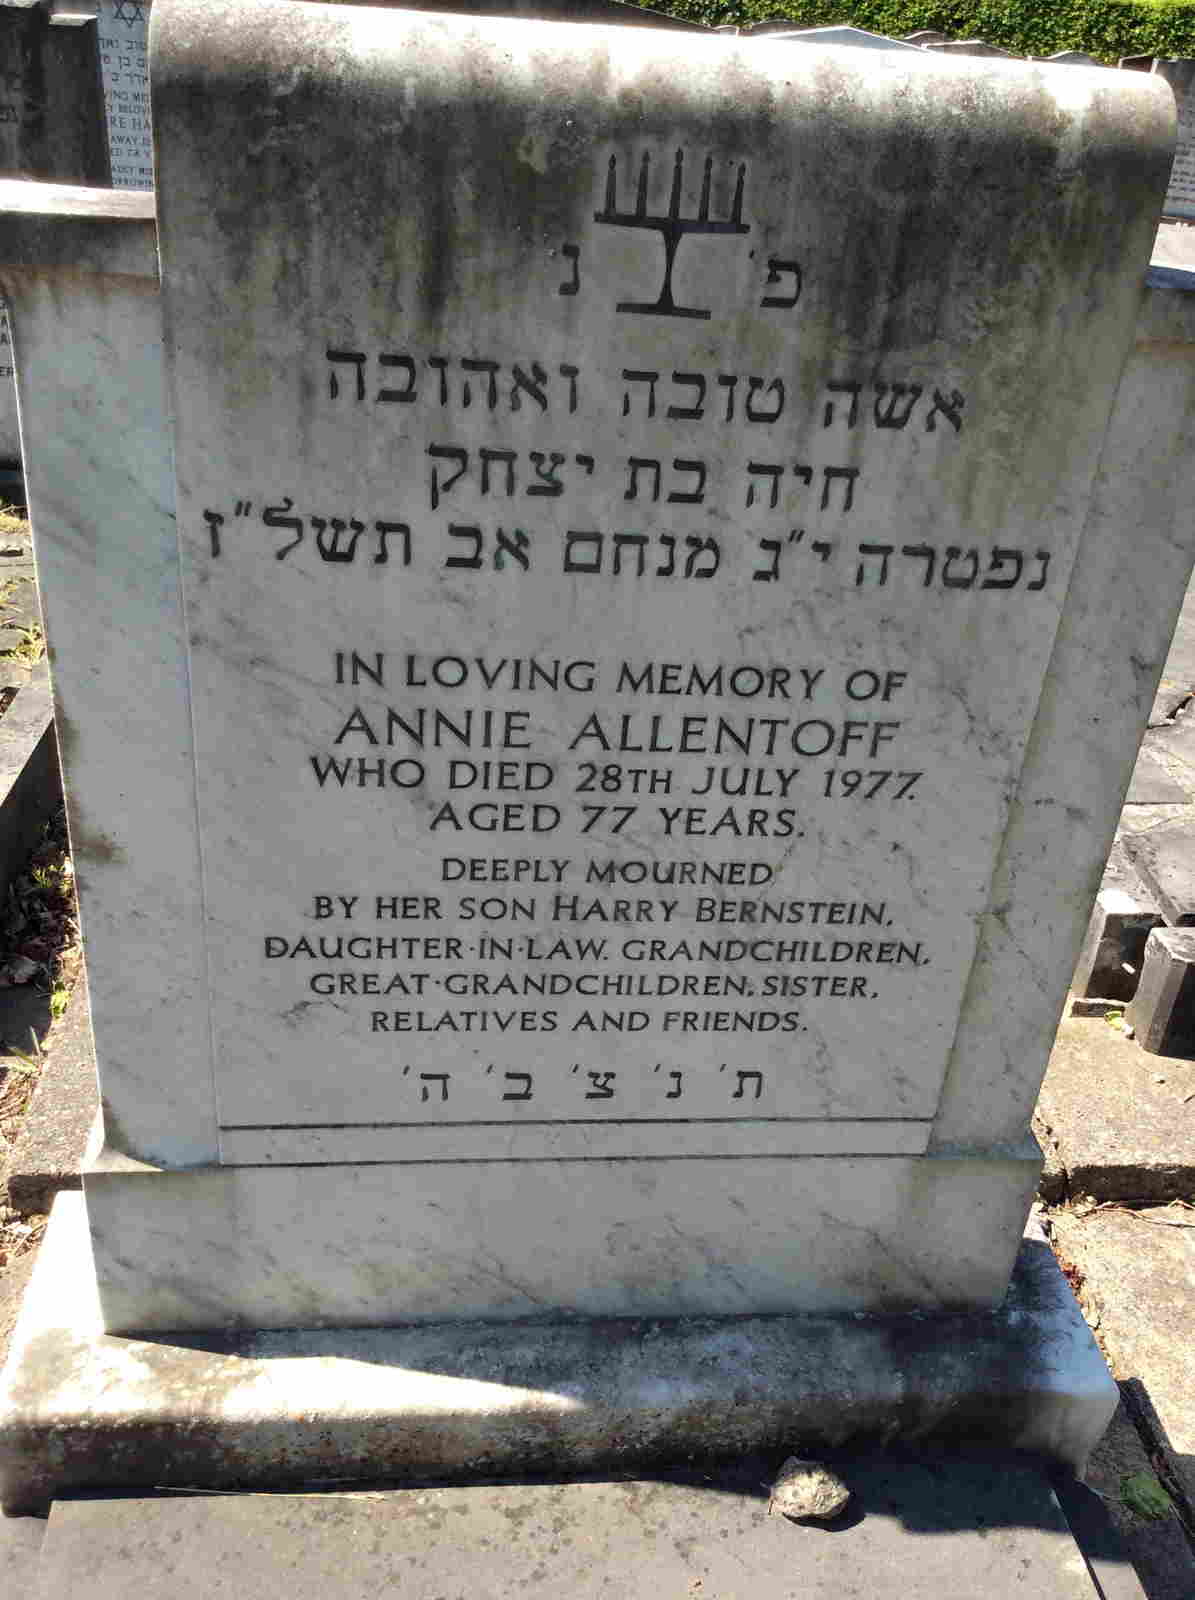 פ' נ
אשה טובה ואהובה
חיה בת יצחק
נפטרה י"ג מנחם אב תשל"ז
IN LOVING MEMORY OF
ANNIE ALLENTOFF
WHO DIED 28TH JULY 1977.
AGED 77 YEARS.
DEEPLY MOURNED
BY HER SON HARRY BERNSTEIN,
DAUGHTER·IN·LAW. GRANDCHILDREN,
GREAT·GRANDCHILDREN, SISTER,
RELATIVES AND FRIENDS.
ת' נ' צ' ב' ה'